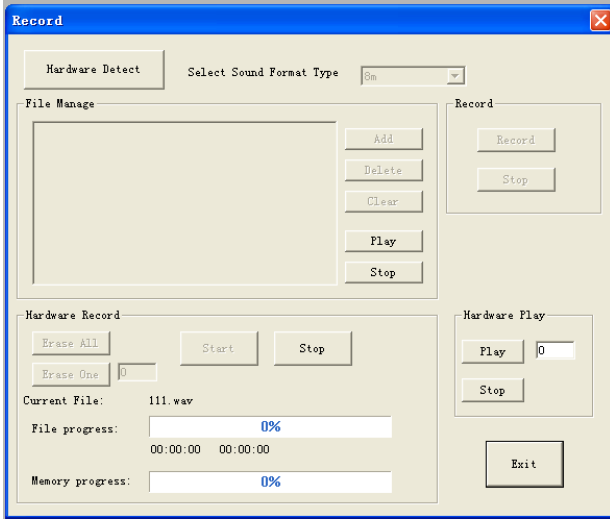 Record
Hardware Detect
Select Sound Format Type
8m
File Manage
Add
Delete
Clear
Play
Stop
Record
Record
Stop
Hardware Record
Erase All
Start
Stop
Erase One
0
Current File: 111.wav
File progress: 0%
00:00:00 00:00:00
Memory progress: 0%
Hardware Play
Play
0
Stop
Exit